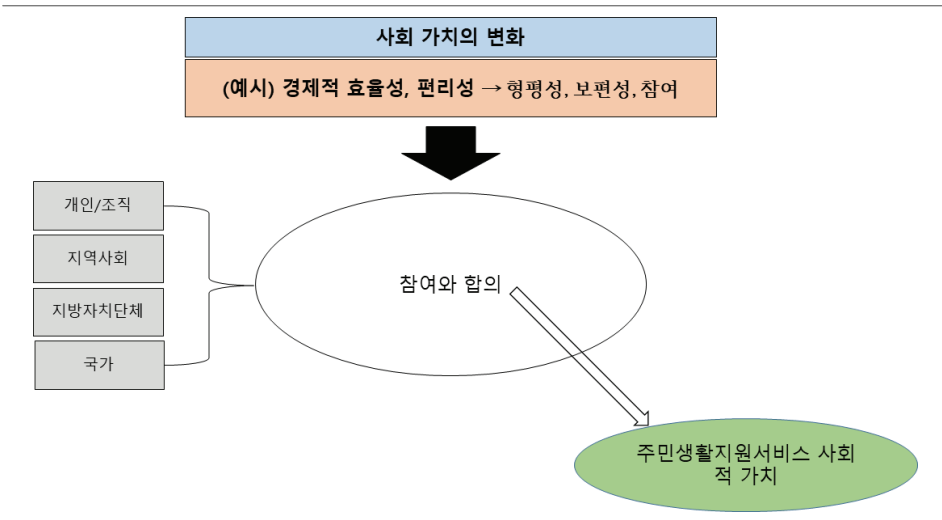 사회 가치의 변화
(예시) 경제적 효율성, 편리성 → 형평성, 보편성, 참여
개인/조직
지역사회
지방자치단체
국가
참여와 합의
주민생활지원서비스 사회
적 가치